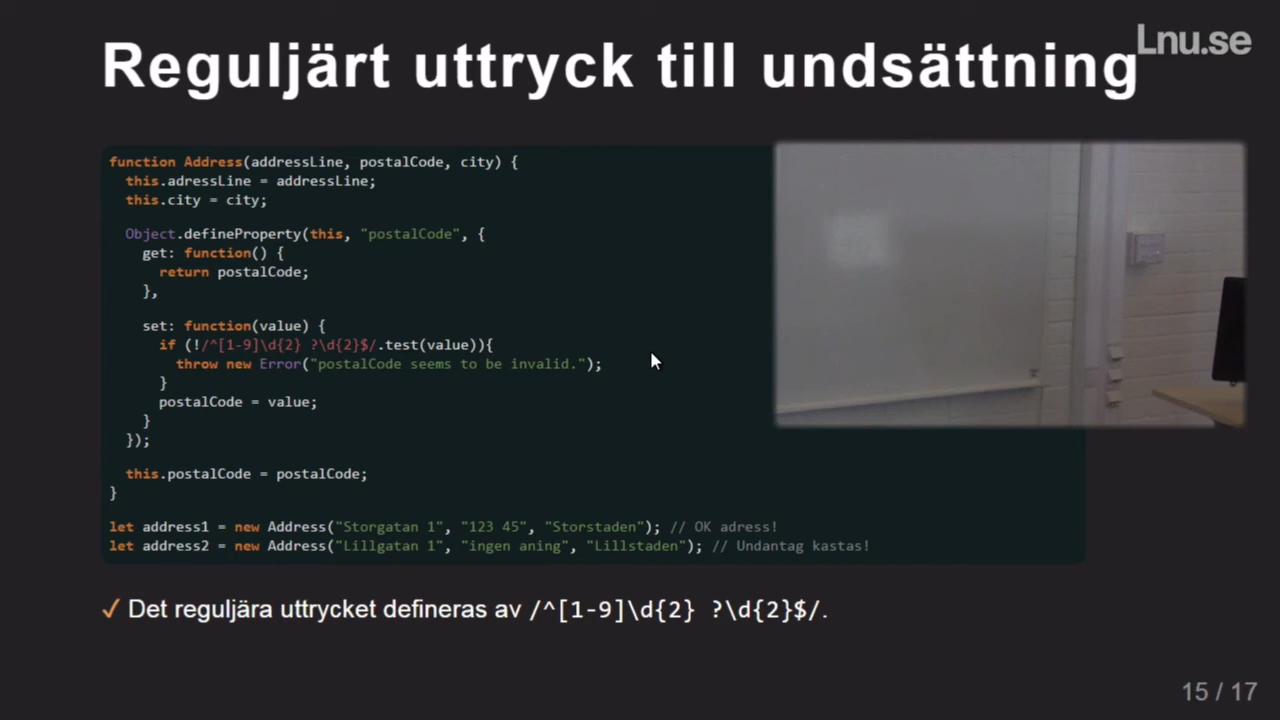 Reguljärt uttryck till undsättning
Lnu.se
function Address(addressLine, postalCode, city) {
this.adressLine = addressLine;
this.city = city;
Object.defineProperty(this, "postalCode", {
get: function() {
return postalCode;
},
set: function(value) {
if (!/^[1-9]\d{2} ?\d{2}$/.test(value)){
throw new Error("postalCode seems to be invalid.");
}
postalCode = value;
}
});
this.postalCode = postalCode;
}
let address1 = new Address("Storgatan 1", "123 45", "Storstaden"); // OK adress!
let address2 = new Address("Lillgatan 1", "ingen aning", "Lillstaden"); // Undantag kastas!
✓ Det reguljära uttrycket defineras av /^[1-9]\d{2} ?\d{2}$/.
15 / 17